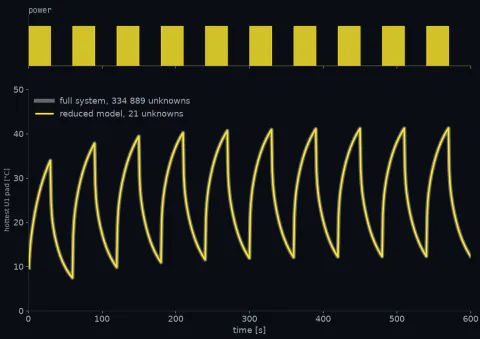 power
50
full system, 334 889 unknowns
reduced model, 21 unknowns
40
30
hottest U1 pad [°C]
20
10
0
0 100 200 300 400 500 600
time [s]